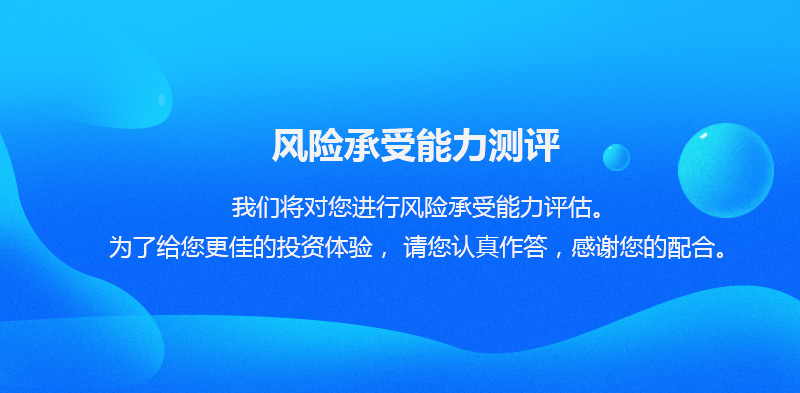 风险承受能力测评
我们将对您进行风险承受能力评估。
为了给您更佳的投资体验，请您认真作答，感谢您的配合。